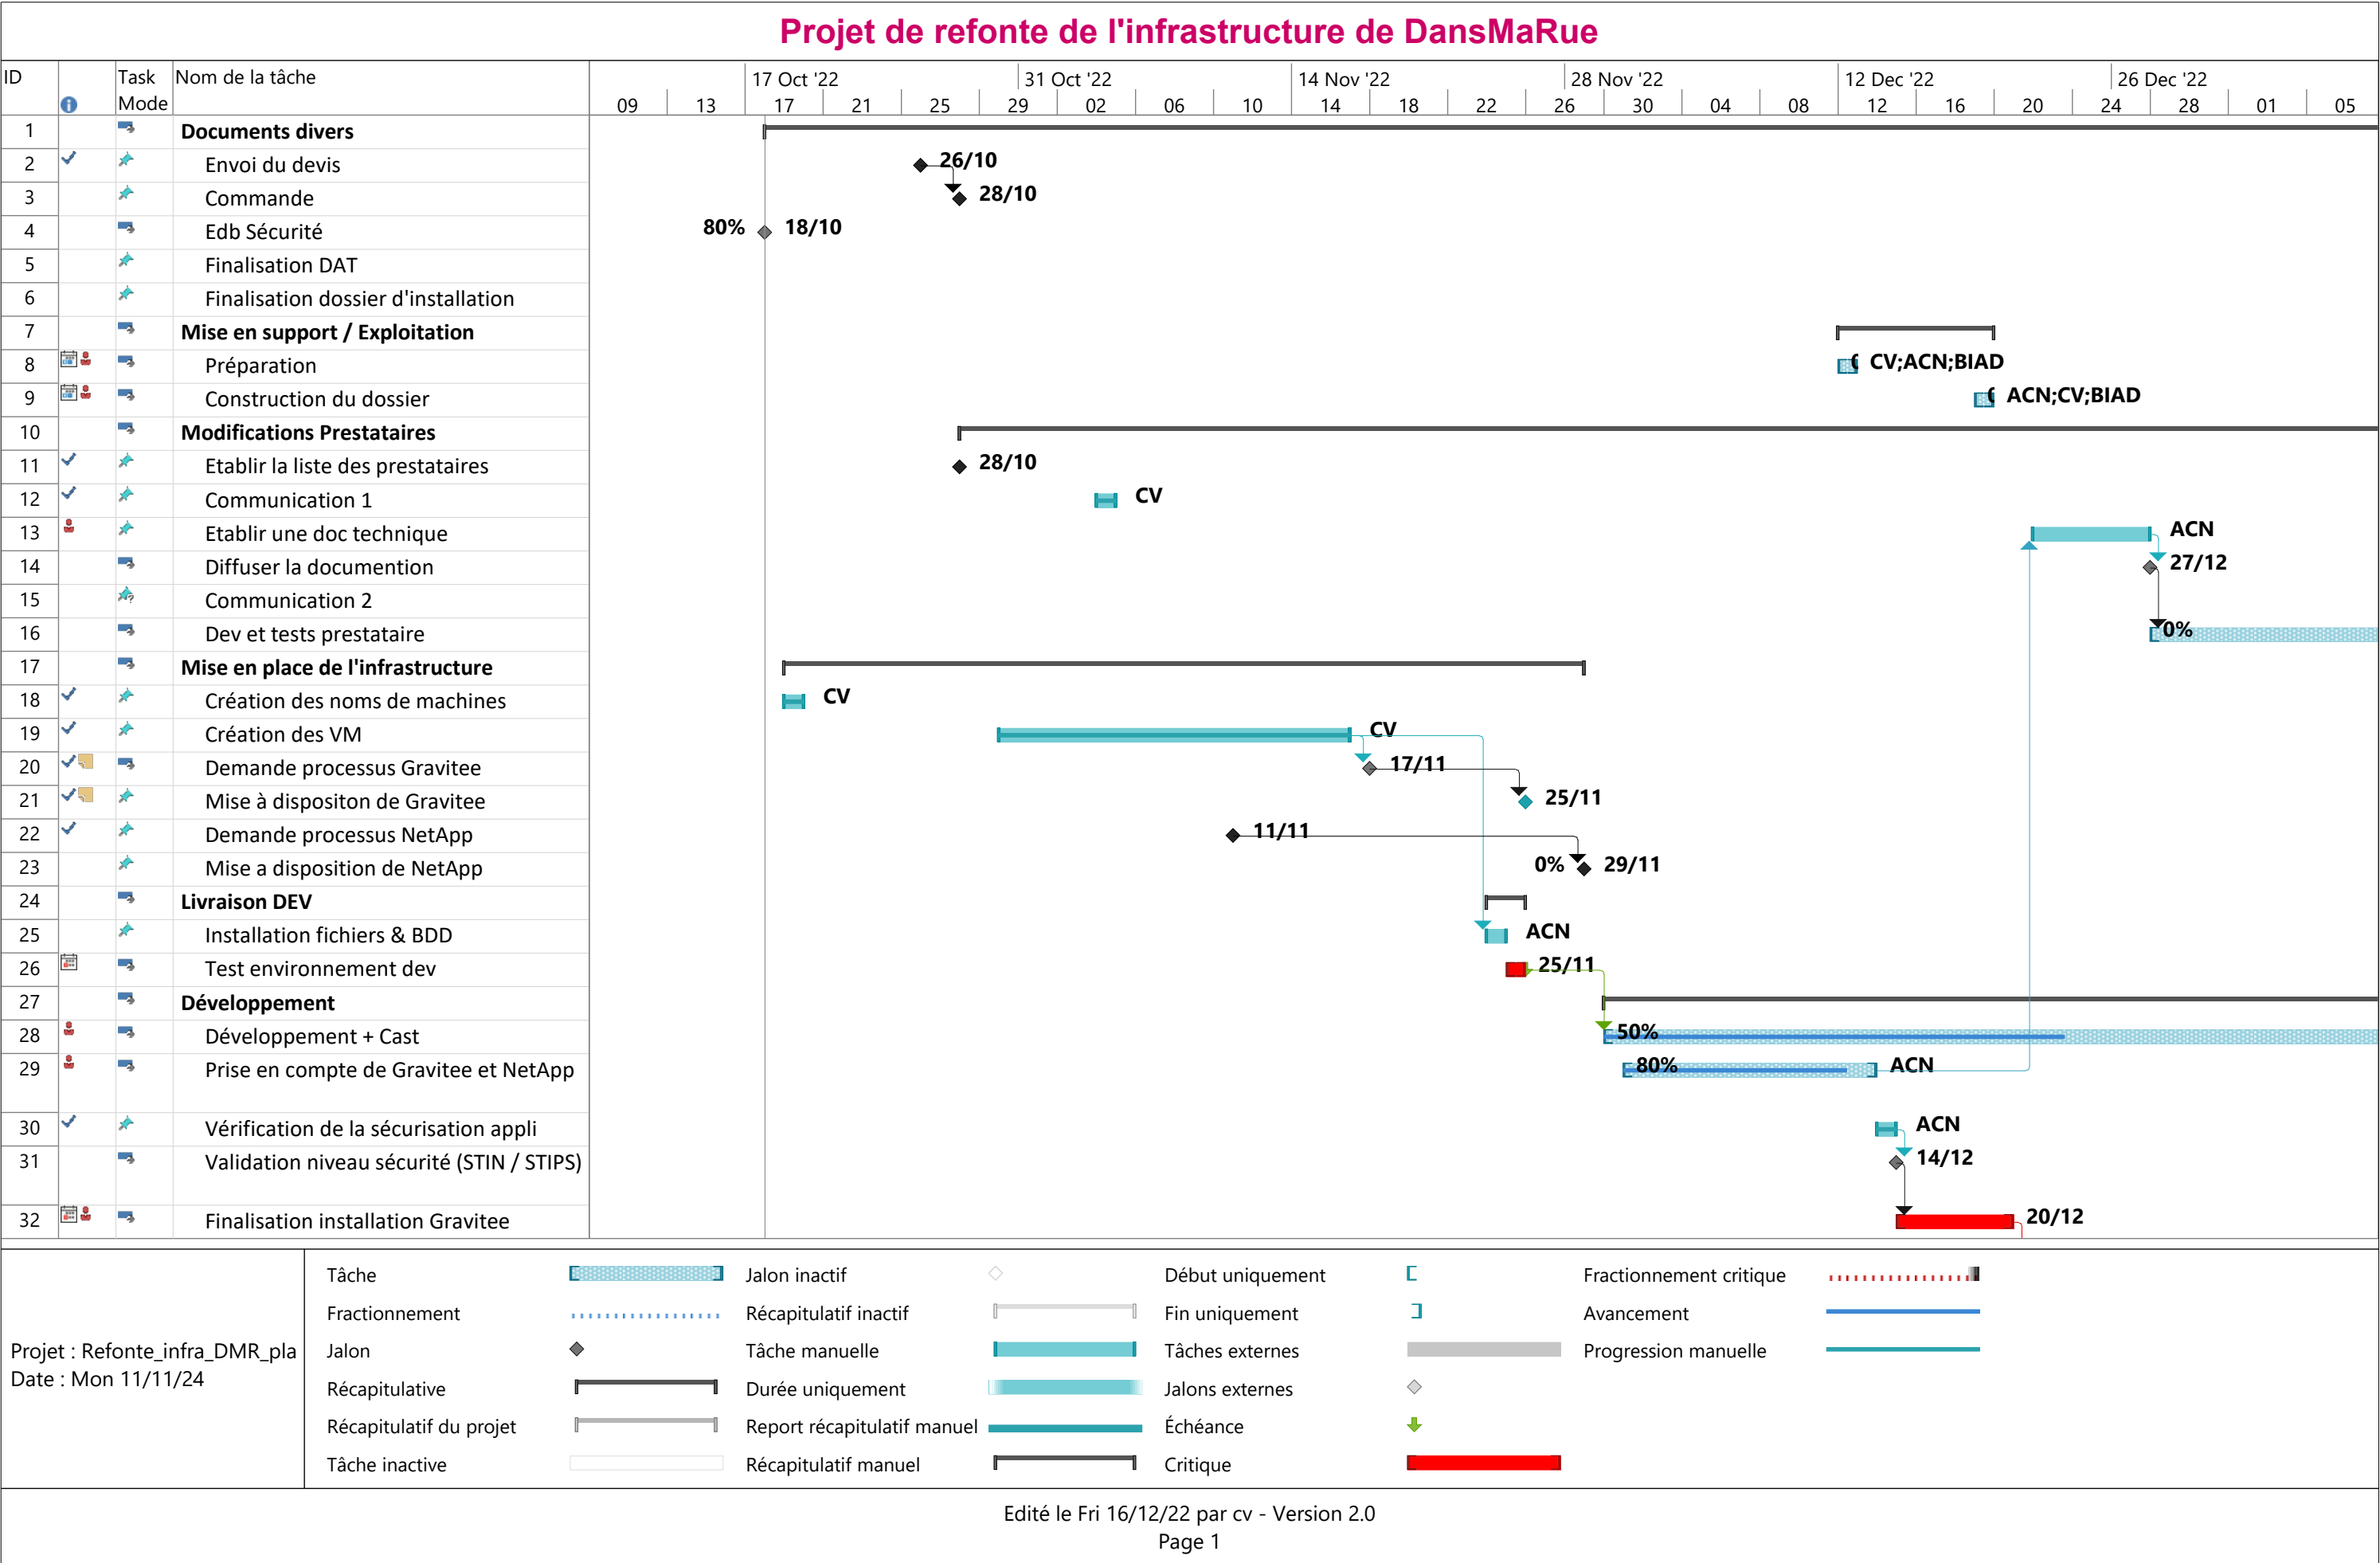 Projet de refonte de l'infrastructure de DansMaRue
ID Task Mode Nom de la tâche
17 Oct '22 31 Oct '22 14 Nov '22 28 Nov '22 12 Dec '22 26 Dec '22
09 13 17 21 25 29 02 06 10 14 18 22 26 30 04 08 12 16 20 24 28 01 05
1 Documents divers
2 Envoi du devis 26/10
3 Commande 28/10
4 Edb Sécurité 80% 18/10
5 Finalisation DAT
6 Finalisation dossier d'installation
7 Mise en support / Exploitation
8 Préparation CV;ACN;BIAD
9 Construction du dossier ACN;CV;BIAD
10 Modifications Prestataires
11 Etablir la liste des prestataires 28/10
12 Communication 1 CV
13 Etablir une doc technique ACN
14 Diffuser la documention 27/12
15 Communication 2
16 Dev et tests prestataire 0%
17 Mise en place de l'infrastructure
18 Création des noms de machines CV
19 Création des VM CV
20 Demande processus Gravitee 17/11
21 Mise à dispositon de Gravitee 25/11
22 Demande processus NetApp 11/11
23 Mise a disposition de NetApp 0% 29/11
24 Livraison DEV
25 Installation fichiers & BDD ACN
26 Test environnement dev 25/11
27 Développement
28 Développement + Cast 50%
29 Prise en compte de Gravitee et NetApp 80% ACN
30 Vérification de la sécurisation appli ACN
31 Validation niveau sécurité (STIN / STIPS) 14/12
32 Finalisation installation Gravitee 20/12
Projet : Refonte_infra_DMR_pla
Date : Mon 11/11/24
Tâche
Fractionnement
Jalon
Récapitulative
Récapitulatif du projet
Tâche inactive
Jalon inactif
Récapitulatif inactif
Tâche manuelle
Durée uniquement
Report récapitulatif manuel
Récapitulatif manuel
Début uniquement
Fin uniquement
Tâches externes
Jalons externes
Échéance
Critique
Fractionnement critique
Avancement
Progression manuelle
Edité le Fri 16/12/22 par cv - Version 2.0
Page 1